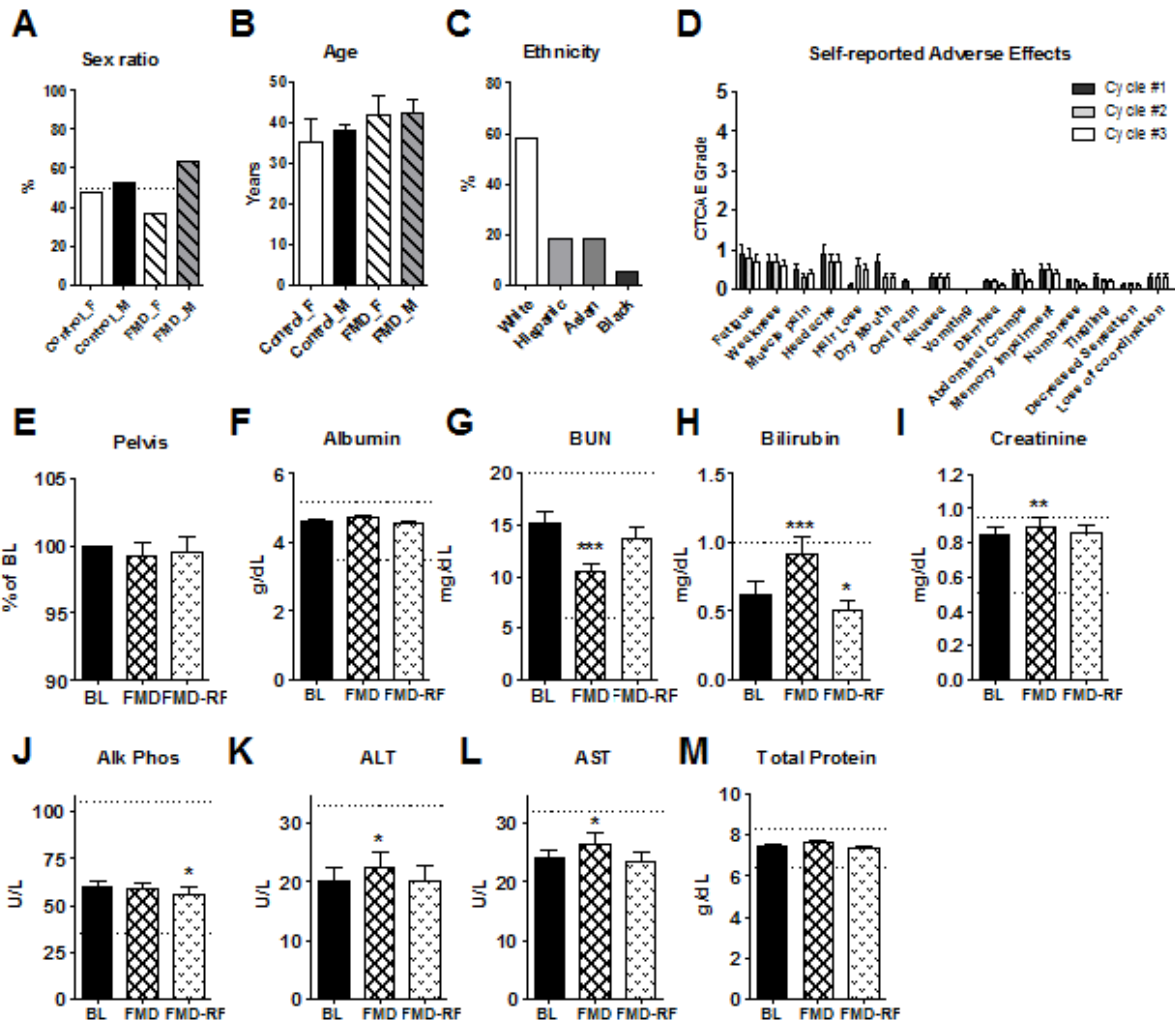 A
Sex ratio
%
100
80
60
40
20
0
Control_F
Control_M
FMD_F
FMD_M
B
Age
Years
50
40
30
20
10
0
Control_F
Control_M
FMD_F
FMD_M
C
Ethnicity
%
80
60
40
20
0
White
Hispanic
Asian
Black
D
Self-reported Adverse Effects
CTCAE Grade
5
4
3
2
1
0
Cycle #1
Cycle #2
Cycle #3
Fatigue
Weakness
Muscle pain
Headache
Hair Loss
Dry Mouth
Oral Pain
Nausea
Vomiting
Diarrhea
Abdominal Cramps
Memory Impairment
Numbness
Tingling
Decreased Sensation
Loss of coordination
E
Pelvis
% of BL
105
100
95
90
BL FMD FMD-RF
F
Albumin
g/dL
6
4
2
0
BL FMD FMD-RF
G
BUN
mg/dL
20
15
10
5
0
***
BL FMD FMD-RF
H
Bilirubin
mg/dL
1.5
1.0
0.5
0.0
***
*
BL FMD FMD-RF
I
Creatinine
mg/dL
1.2
1.0
0.8
0.6
0.4
0.2
0.0
**
BL FMD FMD-RF
J
Alk Phos
U/L
100
75
50
25
0
*
BL FMD FMD-RF
K
ALT
U/L
30
20
10
0
*
BL FMD FMD-RF
L
AST
U/L
30
20
10
0
*
BL FMD FMD-RF
M
Total Protein
g/dL
10
8
6
4
2
0
BL FMD FMD-RF